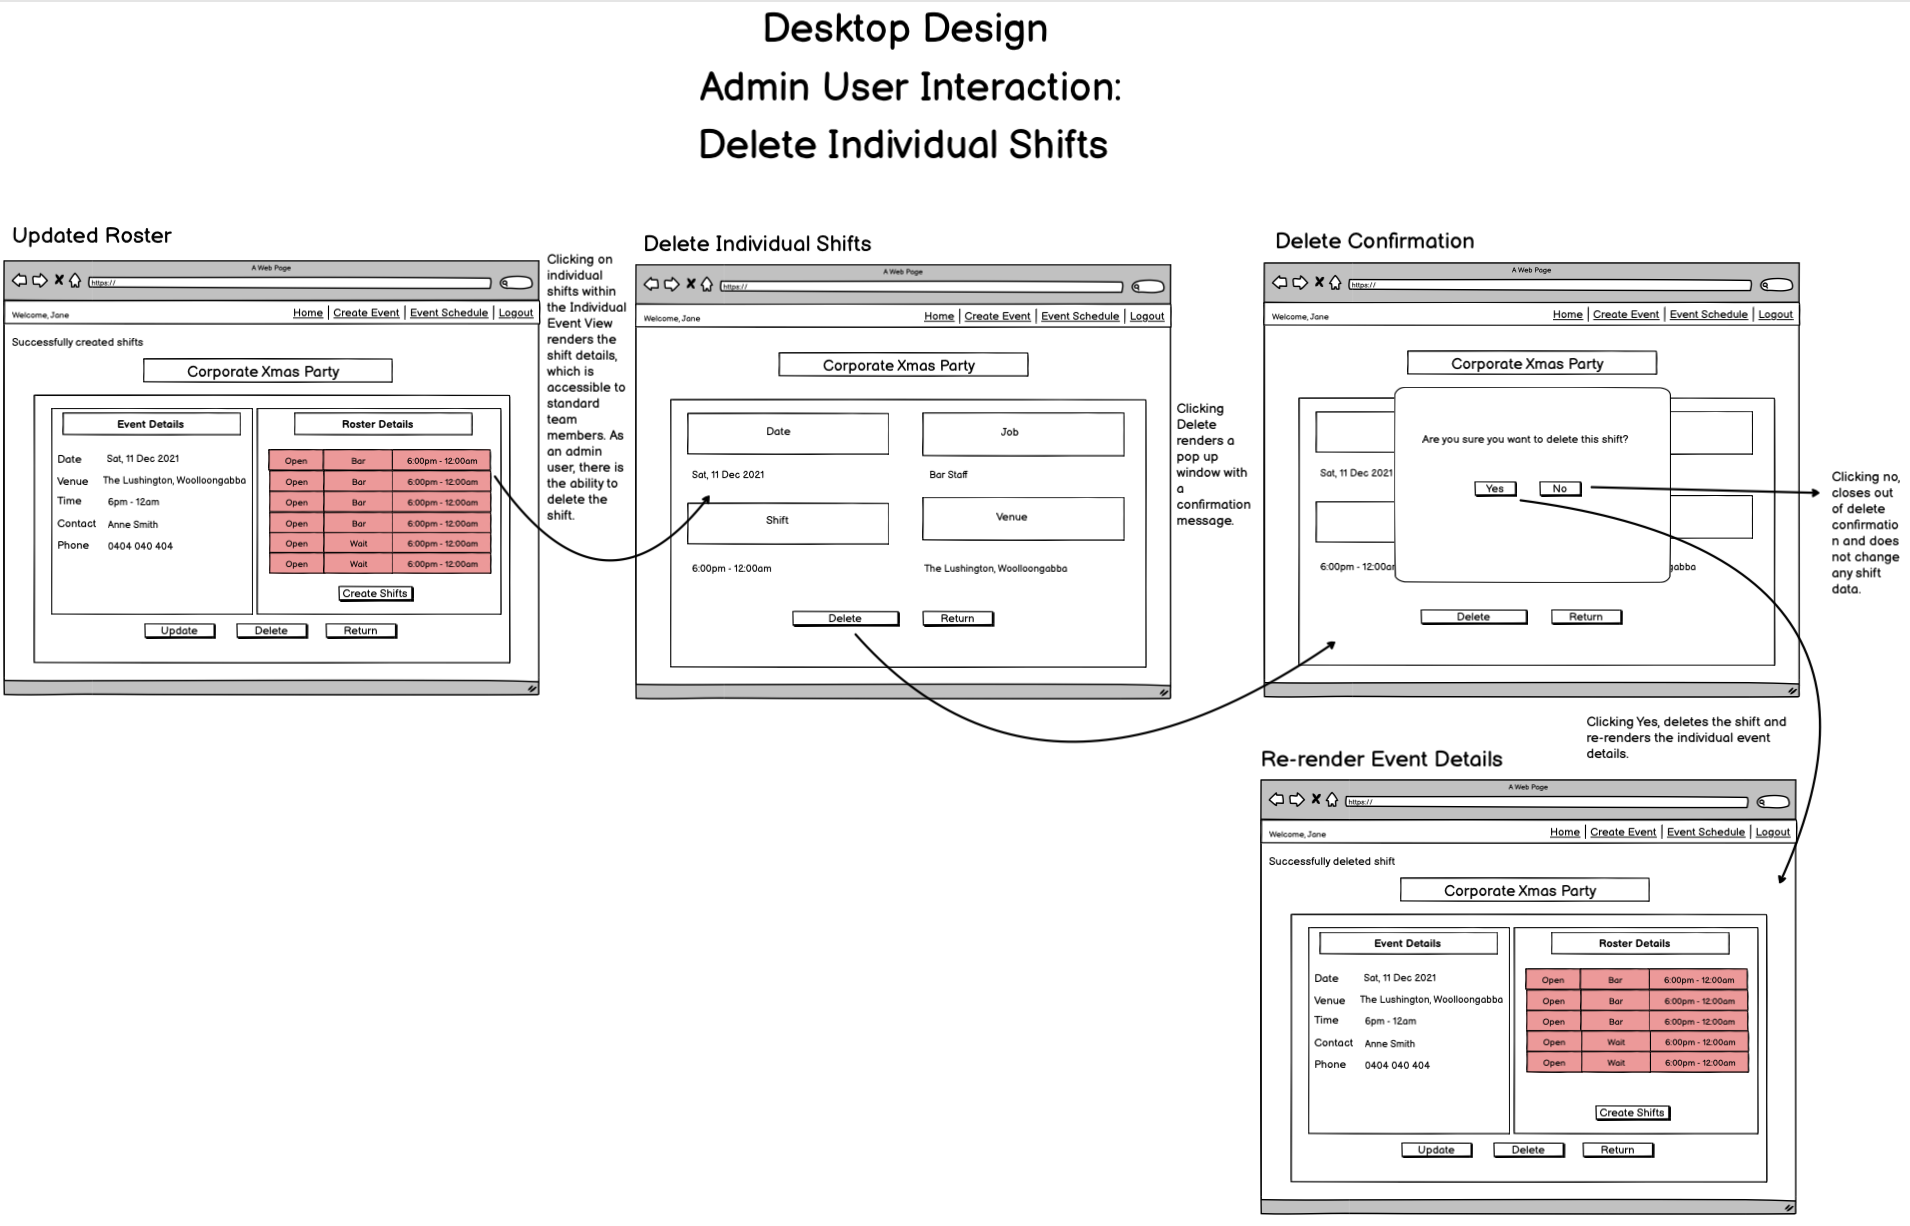 Desktop Design
Admin User Interaction:
Delete Individual Shifts
Updated Roster
A Web Page
https://
Welcome, Jane
Home | Create Event | Event Schedule | Logout
Successfully created shifts
Corporate Xmas Party
Event Details
Date Sat, 11 Dec 2021
Venue The Lushington, Woolloongabba
Time 6pm - 12am
Contact Anne Smith
Phone 0404 040 404
Roster Details
Open Bar 6:00pm - 12:00am
Open Bar 6:00pm - 12:00am
Open Bar 6:00pm - 12:00am
Open Bar 6:00pm - 12:00am
Open Wait 6:00pm - 12:00am
Open Wait 6:00pm - 12:00am
Create Shifts
Update Delete Return
Clicking on
individual
shifts within
the Individual
Event View
renders the
shift details,
which is
accessible to
standard
team
members. As
an admin
user, there is
the ability to
delete the
shift.
Delete Individual Shifts
A Web Page
https://
Welcome, Jane
Home | Create Event | Event Schedule | Logout
Corporate Xmas Party
Date Job
Sat, 11 Dec 2021 Bar Staff
Shift Venue
6:00pm - 12:00am The Lushington, Woolloongabba
Delete Return
Clicking
Delete
renders a
pop up
window with
a
confirmation
message.
Delete Confirmation
A Web Page
https://
Welcome, Jane
Home | Create Event | Event Schedule | Logout
Corporate Xmas Party
Are you sure you want to delete this shift?
Sat, 11 Dec 2021
Yes No
6:00pm - 12:00am gabba
Delete Return
Clicking no,
closes out
of delete
confirmatio
n and does
not change
any shift
data.
Clicking Yes, deletes the shift and
re-renders the individual event
details.
Re-render Event Details
A Web Page
https://
Welcome, Jane
Home | Create Event | Event Schedule | Logout
Successfully deleted shift
Corporate Xmas Party
Event Details
Date Sat, 11 Dec 2021
Venue The Lushington, Woolloongabba
Time 6pm - 12am
Contact Anne Smith
Phone 0404 040 404
Roster Details
Open Bar 6:00pm - 12:00am
Open Bar 6:00pm - 12:00am
Open Bar 6:00pm - 12:00am
Open Wait 6:00pm - 12:00am
Open Wait 6:00pm - 12:00am
Create Shifts
Update Delete Return